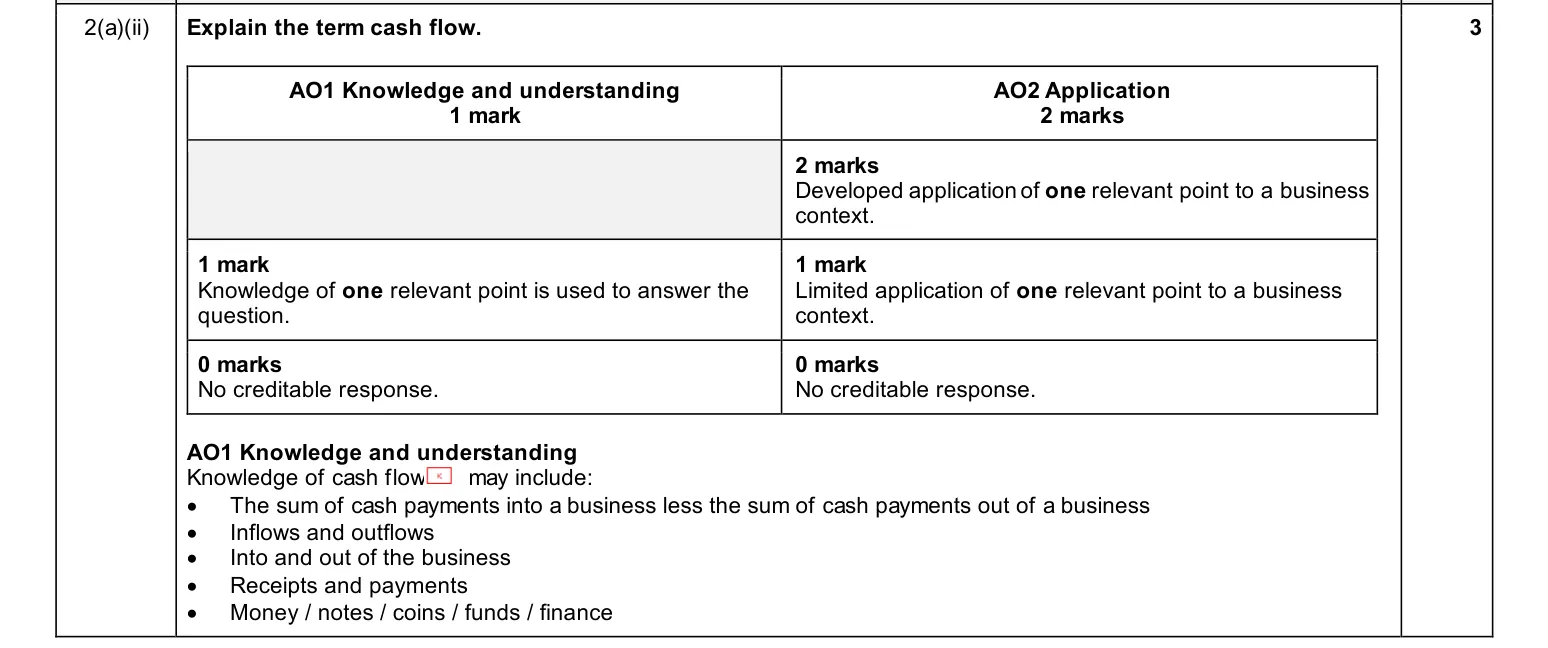 2(a)(ii)
Explain the term cash flow.
3
AO1 Knowledge and understanding
1 mark
AO2 Application
2 marks
2 marks
Developed application of one relevant point to a business
context.
1 mark
Knowledge of one relevant point is used to answer the
question.
1 mark
Limited application of one relevant point to a business
context.
0 marks
No creditable response.
0 marks
No creditable response.
AO1 Knowledge and understanding
Knowledge of cash flow K may include:
• The sum of cash payments into a business less the sum of cash payments out of a business
• Inflows and outflows
• Into and out of the business
• Receipts and payments
• Money / notes / coins / funds / finance